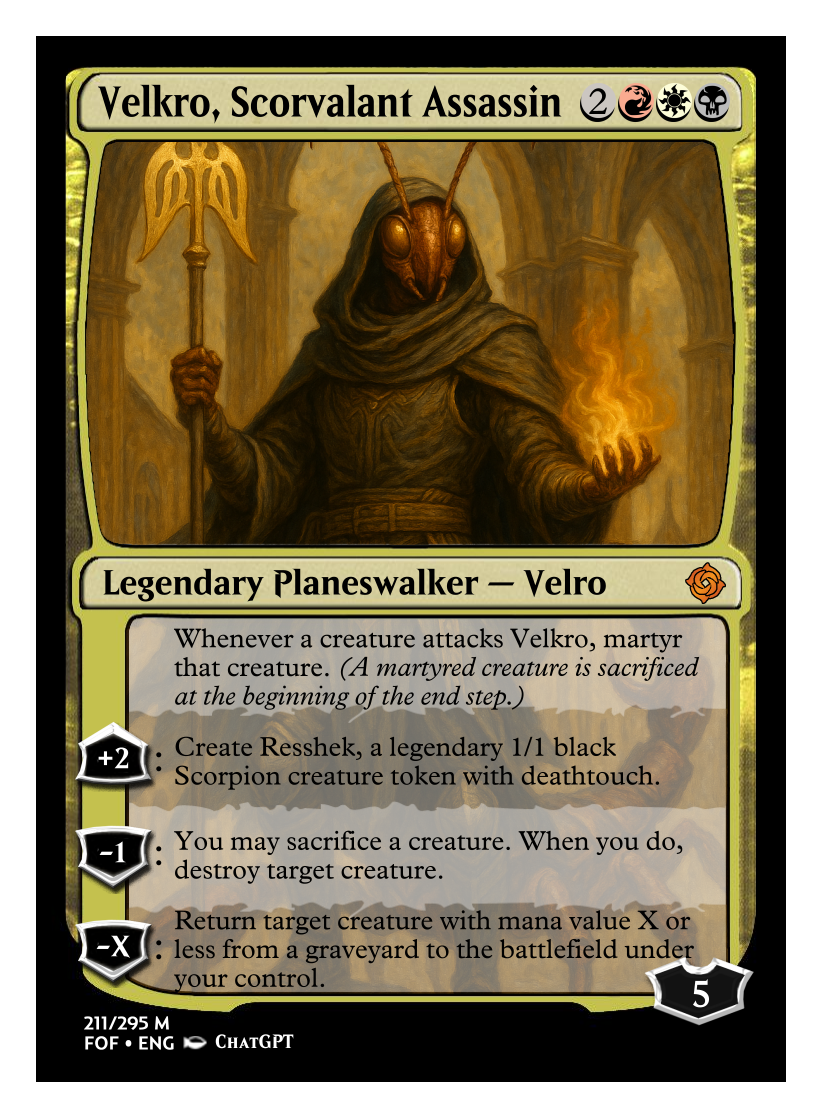 Velkro, Scorvalant Assassin 2
Legendary Planeswalker — Velro
Whenever a creature attacks Velkro, martyr
that creature. (A martyred creature is sacrificed
at the beginning of the end step.)
+2: Create Resshek, a legendary 1/1 black
Scorpion creature token with deathtouch.
−1: You may sacrifice a creature. When you do,
destroy target creature.
−X: Return target creature with mana value X or
less from a graveyard to the battlefield under
your control.
5
211/295 M
FOF • ENG ChatGPT